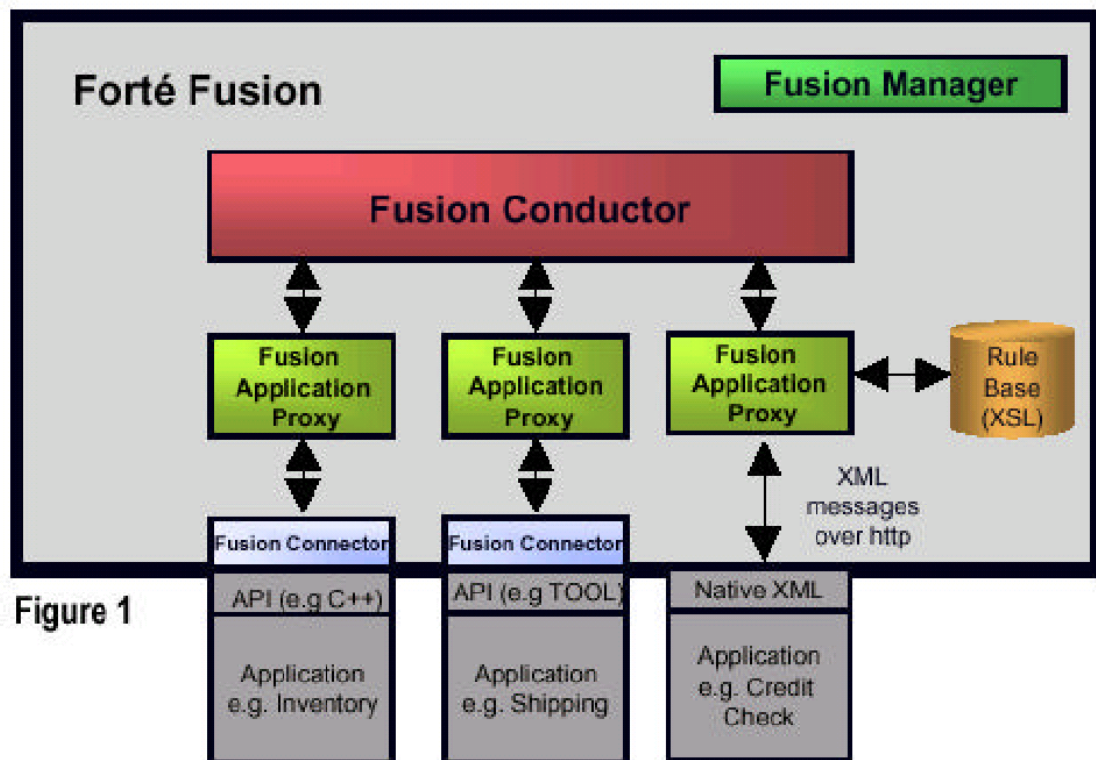 Forté Fusion
Fusion Manager
Fusion Conductor
Fusion
Application
Proxy
Fusion
Application
Proxy
Fusion
Application
Proxy
Rule
Base
(XSL)
XML
messages
over http
Fusion Connector
Fusion Connector
API (e.g C++)
API (e.g TOOL)
Native XML
Figure 1
Application
e.g. Inventory
Application
e.g. Shipping
Application
e.g. Credit
Check